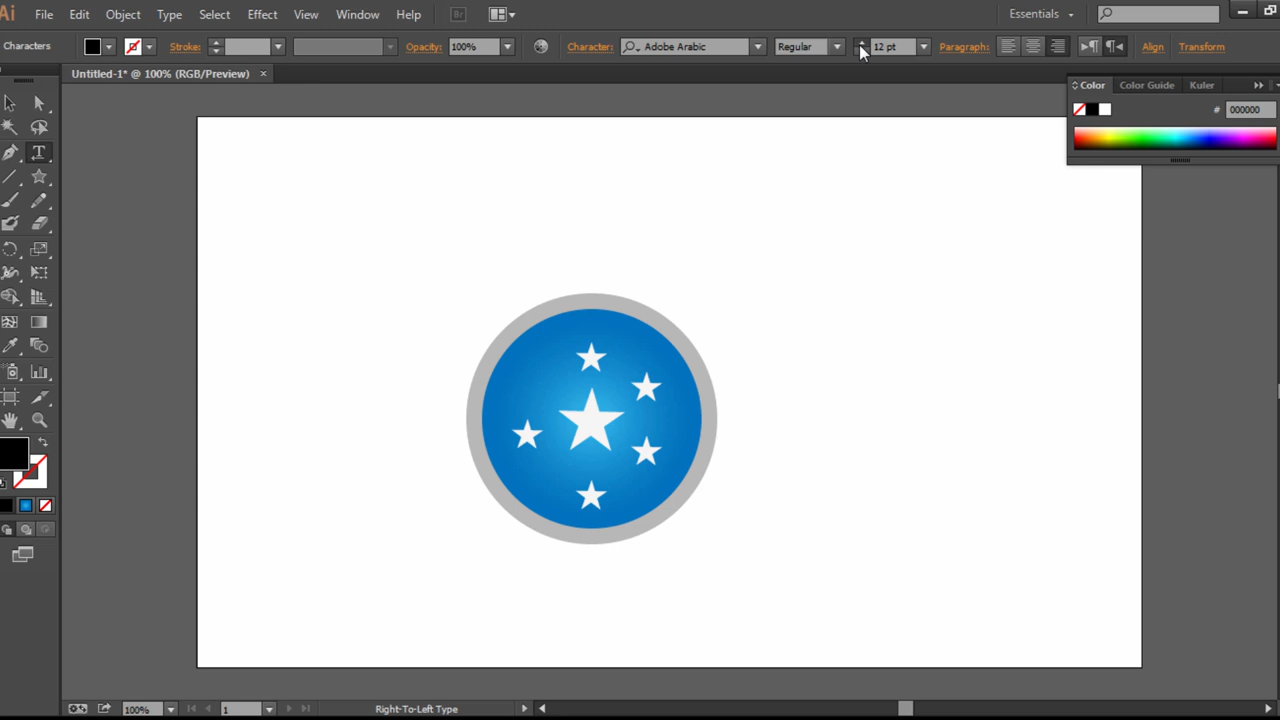 Ai File Edit Object Type Select Effect View Window Help Br Essentials
Characters Stroke: Opacity: 100% Character: Adobe Arabic Regular 12 pt Paragraph: Align Transform
Untitled-1* @ 100% (RGB/Preview) ×
Color Color Guide Kuler
# 000000
T
100% 1 Right-To-Left Type